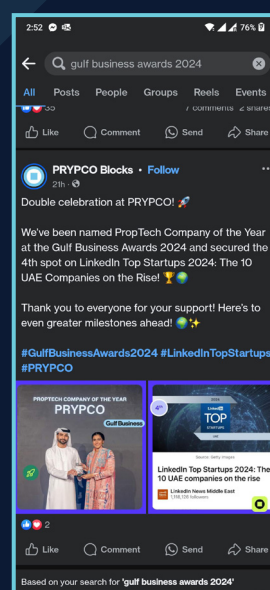 2:52 76%
gulf business awards 2024
All Posts People Groups Reels Events
35 7 comments 2 shares
Like Comment Send Share
PRYPCO Blocks • Follow
21h ·
Double celebration at PRYPCO! 🚀
We've been named PropTech Company of the Year
at the Gulf Business Awards 2024 and secured the
4th spot on LinkedIn Top Startups 2024: The 10
UAE Companies on the Rise! 🏆🌍
Thank you to everyone for your support! Here's to
even greater milestones ahead! 🌍✨
#GulfBusinessAwards2024 #LinkedInTopStartups
#PRYPCO
PROPTECH COMPANY OF THE YEAR
PRYPCO
Gulf Business
4TH
2024
LinkedIn
TOP
STARTUPS
UAE
Source: Getty Images
LinkedIn Top Startups 2024: The
10 UAE companies on the rise
LinkedIn News Middle East
2
Like Comment Send Share
Based on your search for 'gulf business awards 2024'